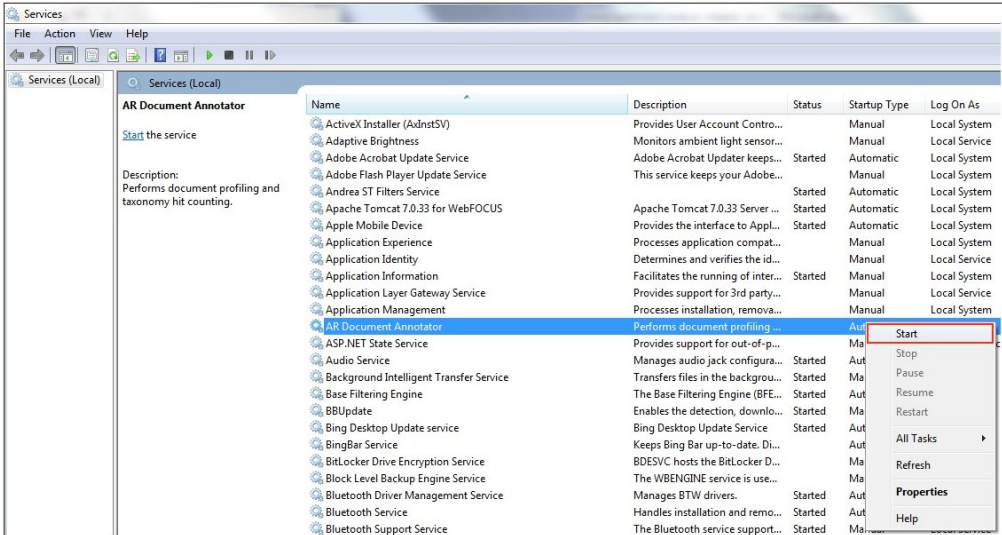 Services
File Action View Help
Services (Local)
Services (Local)
AR Document Annotator
Start the service
Description:
Performs document profiling and
taxonomy hit counting.
Name Description Status Startup Type Log On As
ActiveX Installer (AxInstSV) Provides User Account Contro... Manual Local System
Adaptive Brightness Monitors ambient light sensor... Manual Local Service
Adobe Acrobat Update Service Adobe Acrobat Updater keeps... Started Automatic Local System
Adobe Flash Player Update Service This service keeps your Adobe... Manual Local System
Andrea ST Filters Service Started Automatic Local System
Apache Tomcat 7.0.33 for WebFOCUS Apache Tomcat 7.0.33 Server ... Started Automatic Local System
Apple Mobile Device Provides the interface to Appl... Started Automatic Local System
Application Experience Processes application compat... Manual Local System
Application Identity Determines and verifies the id... Manual Local Service
Application Information Facilitates the running of inter... Started Manual Local System
Application Layer Gateway Service Provides support for 3rd party... Manual Local Service
Application Management Processes installation, remova... Manual Local System
AR Document Annotator Performs document profiling ... Aut
ASP.NET State Service Provides support for out-of-p... Ma
Audio Service Manages audio jack configura... Started Aut
Background Intelligent Transfer Service Transfers files in the backgrou... Started Ma
Base Filtering Engine The Base Filtering Engine (BFE... Started Aut
BBUpdate Enables the detection, downlo... Started Ma
Bing Desktop Update service Bing Desktop Update Service Started Aut
BingBar Service Keeps Bing Bar up-to-date. Di... Aut
BitLocker Drive Encryption Service BDESVC hosts the BitLocker D... Ma
Block Level Backup Engine Service The WBENGINE service is use... Ma
Bluetooth Driver Management Service Manages BTW drivers. Started Aut
Bluetooth Service Handles installation and remo... Started Aut
Bluetooth Support Service The Bluetooth service support... Started
Start
Stop
Pause
Resume
Restart
All Tasks
Refresh
Properties
Help